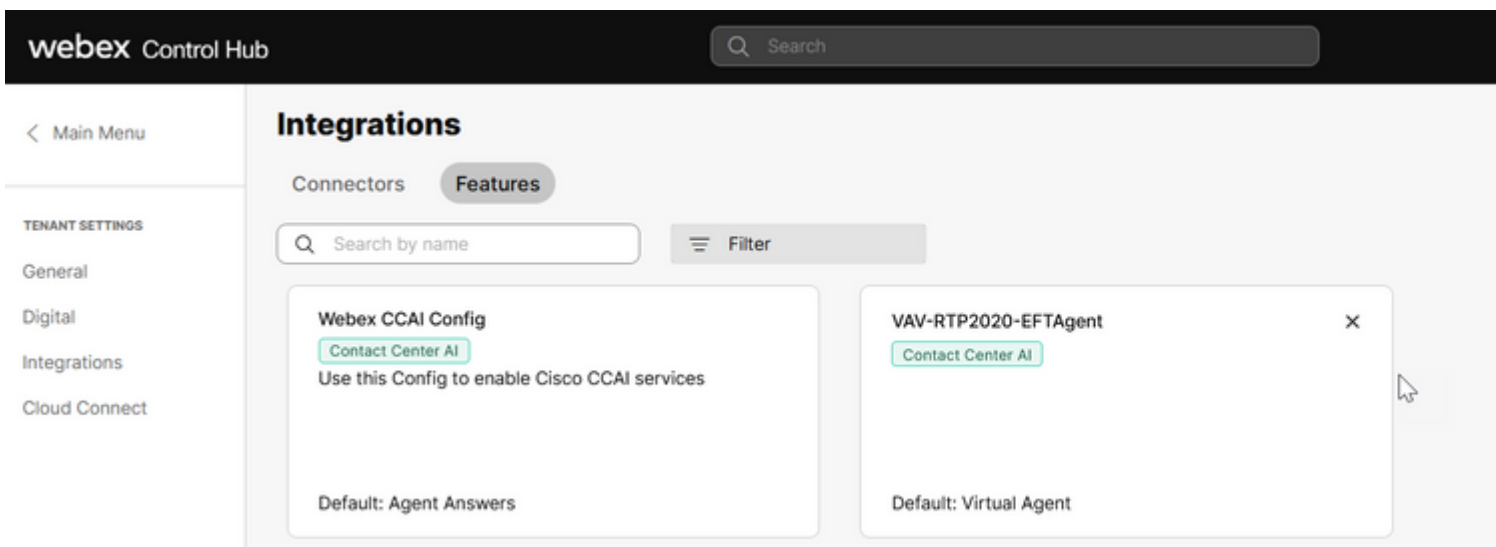 webex Control Hub
Search
Main Menu
Integrations
Connectors
Features
TENANT SETTINGS
General
Digital
Integrations
Cloud Connect
Search by name
Filter
Webex CCAI Config
Contact Center AI
Use this Config to enable Cisco CCAI services
Default: Agent Answers
VAV-RTP2020-EFTAgent
Contact Center AI
Default: Virtual Agent